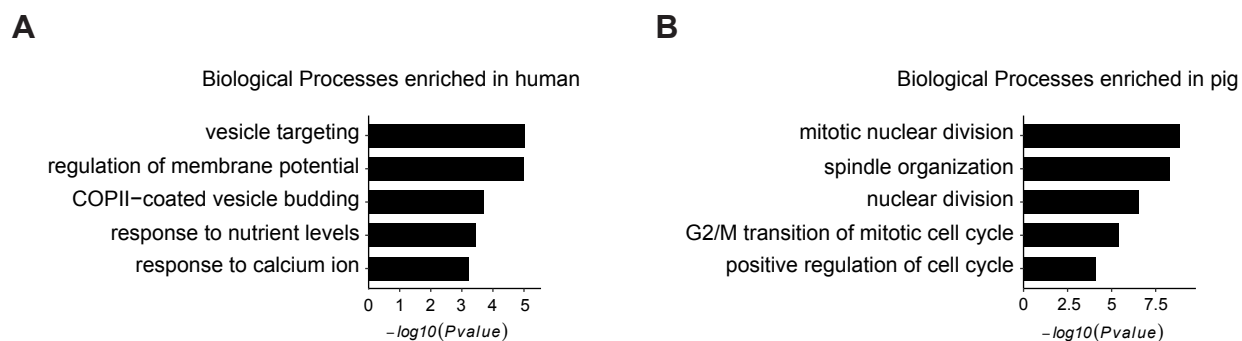 A
Biological Processes enriched in human
vesicle targeting
regulation of membrane potential
COPII−coated vesicle budding
response to nutrient levels
response to calcium ion
0 1 2 3 4 5
−log10(Pvalue)
B
Biological Processes enriched in pig
mitotic nuclear division
spindle organization
nuclear division
G2/M transition of mitotic cell cycle
positive regulation of cell cycle
0 2.5 5 7.5
−log10(Pvalue)